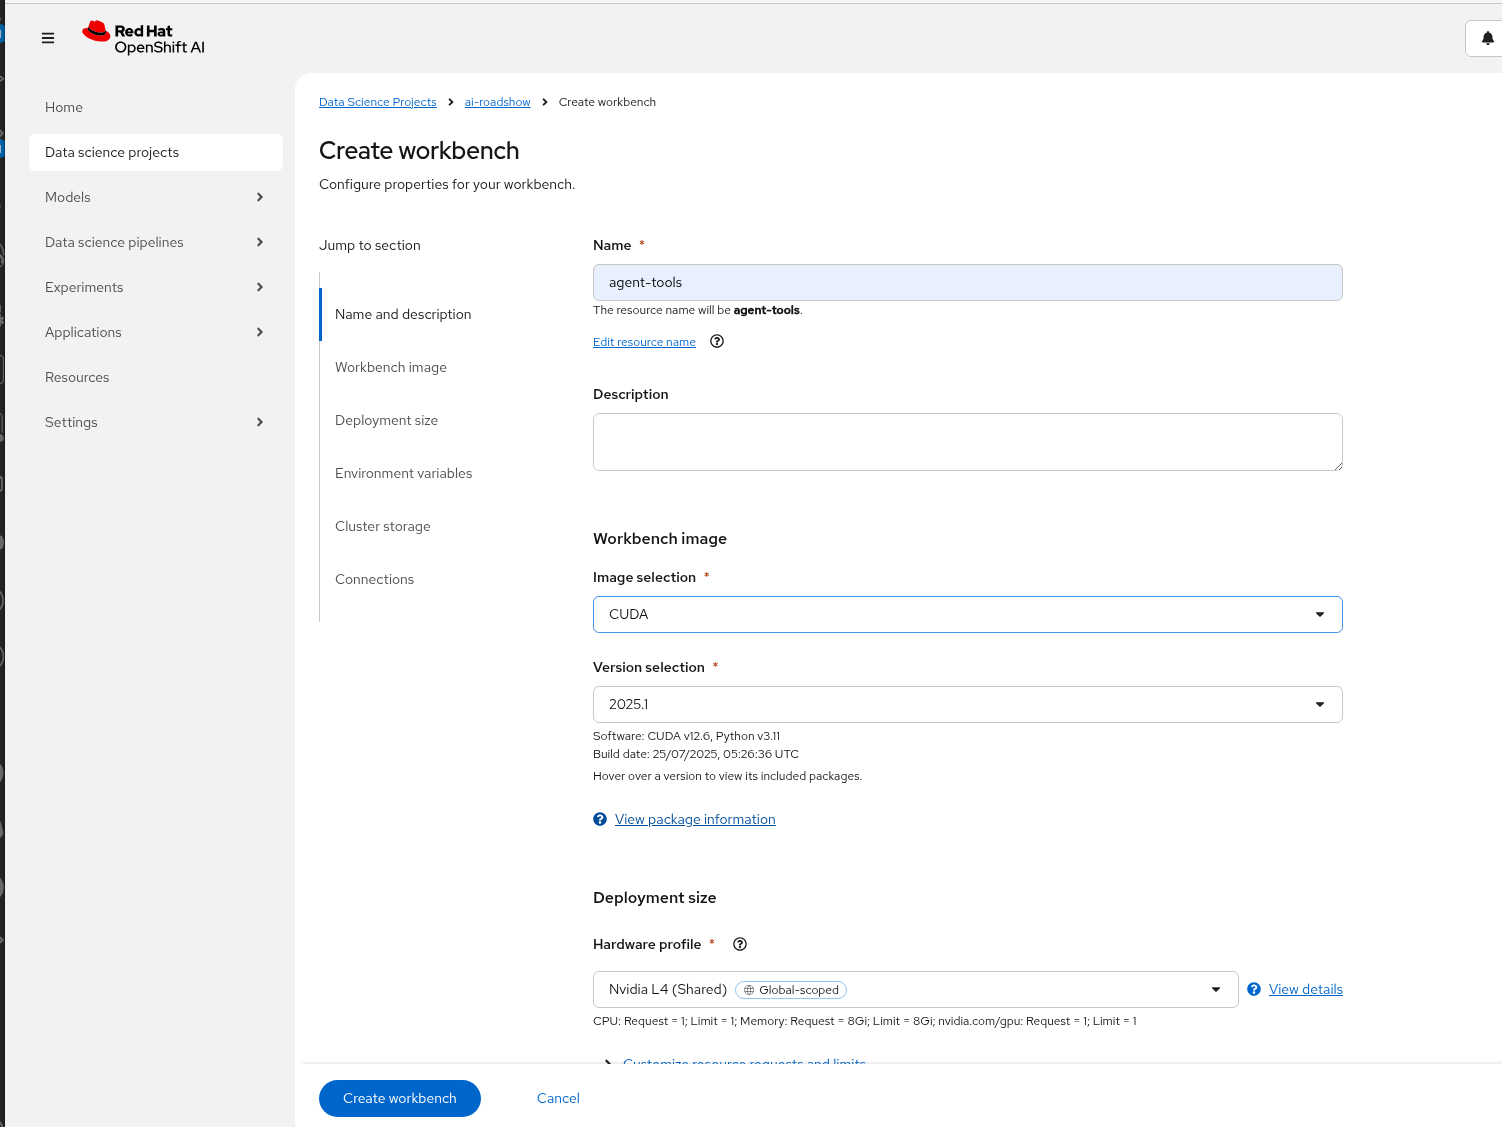 Red Hat
OpenShift AI
Home
Data science projects
Models
Data science pipelines
Experiments
Applications
Resources
Settings
Data Science Projects > ai-roadshow > Create workbench
Create workbench
Configure properties for your workbench.
Jump to section
Name and description
Workbench image
Deployment size
Environment variables
Cluster storage
Connections
Name *
agent-tools
The resource name will be agent-tools.
Edit resource name
Description
Workbench image
Image selection *
CUDA
Version selection *
2025.1
Software: CUDA v12.6, Python v3.11
Build date: 25/07/2025, 05:26:36 UTC
Hover over a version to view its included packages.
View package information
Deployment size
Hardware profile *
Nvidia L4 (Shared) Global-scoped
View details
CPU: Request = 1; Limit = 1; Memory: Request = 8Gi; Limit = 8Gi; nvidia.com/gpu: Request = 1; Limit = 1
Customize resource requests and limits
Create workbench
Cancel